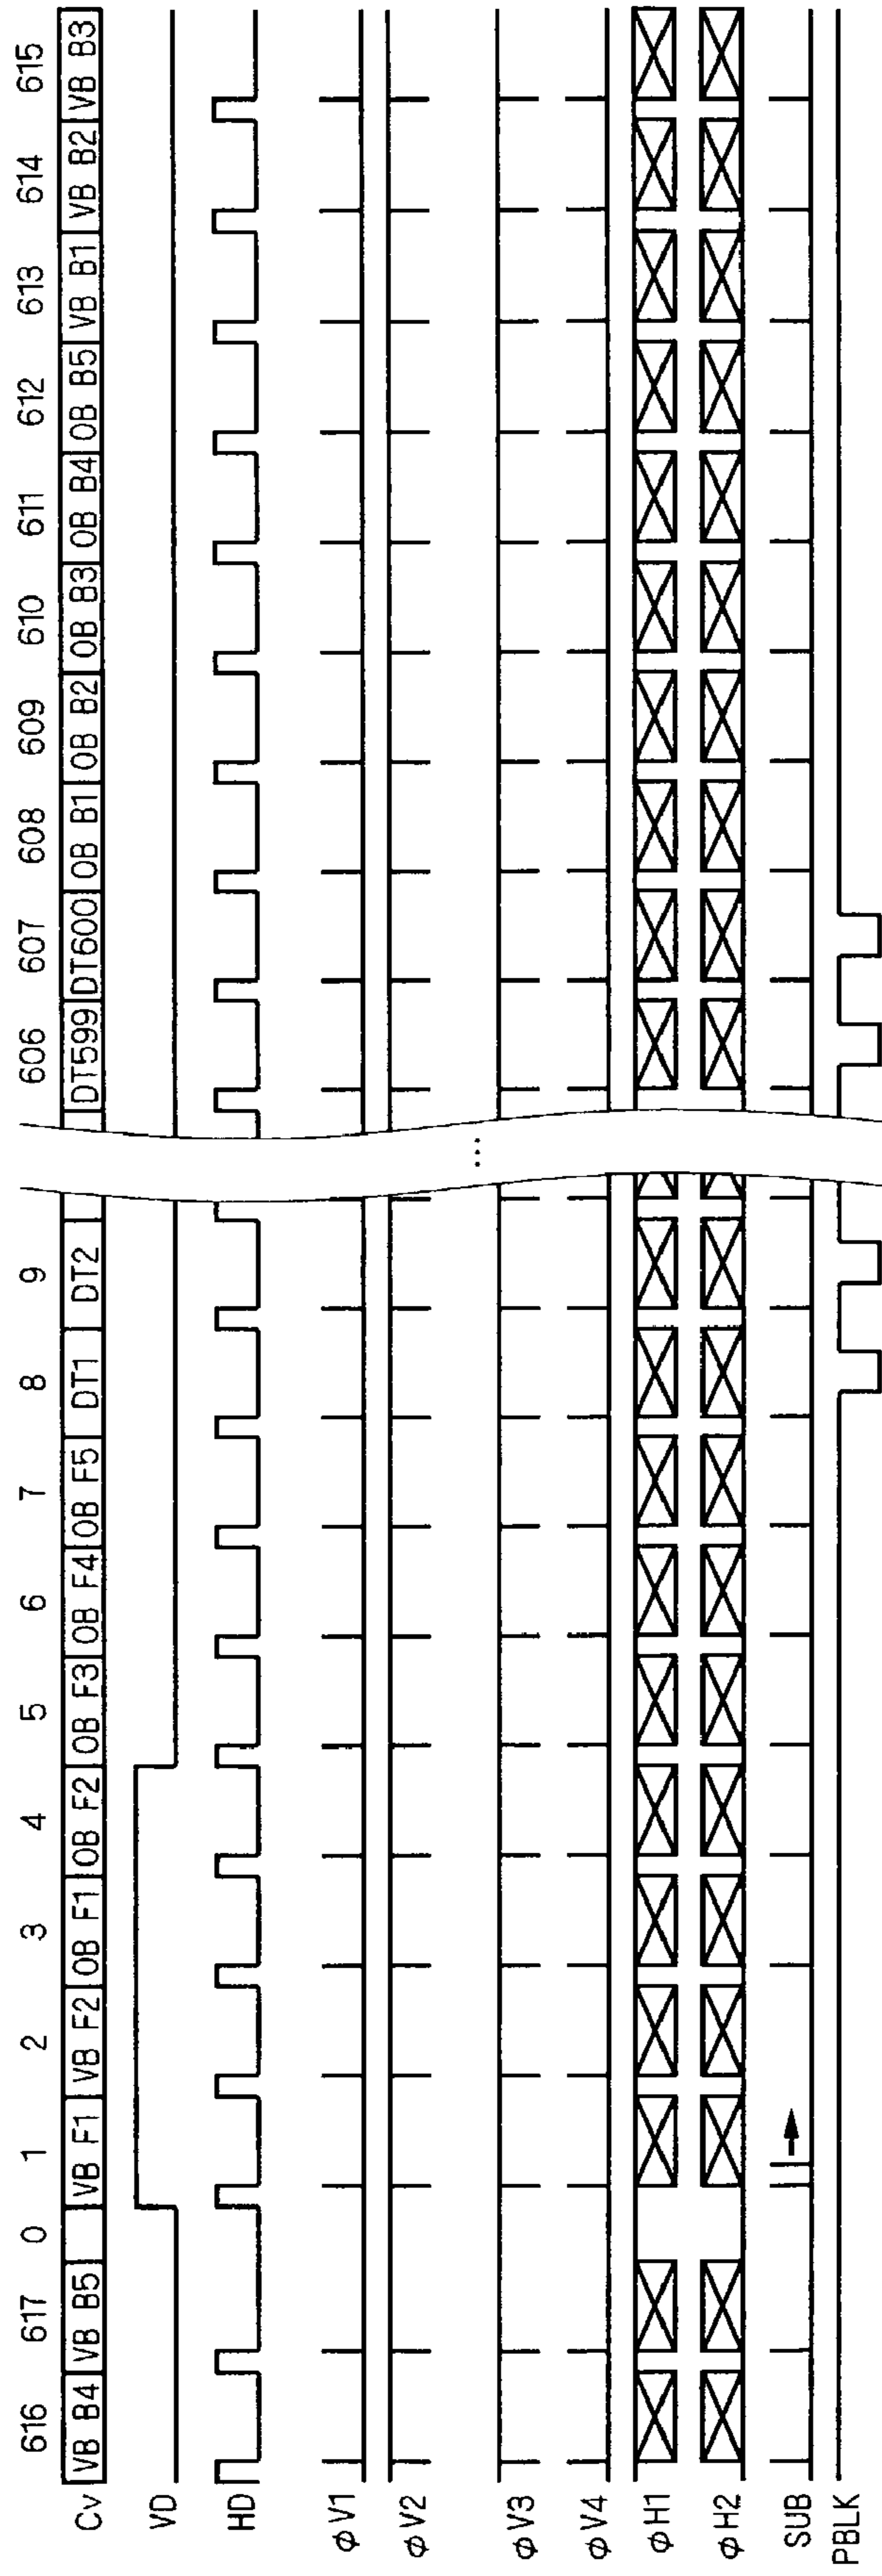 616 617 0 1 2 3 4 5 6 7 8 9 ... 606 607 608 609 610 611 612 613 614 615
Cv VB B4 VB B5 VB F1 VB F2 OB F1 OB F2 OB F3 OB F4 OB F5 DT1 DT2 DT599 DT600 OB B1 OB B2 OB B3 OB B4 OB B5 VB B1 VB B2 VB B3
VD
HD
φV1
φV2
φV3
φV4
φH1
φH2
SUB
PBLK